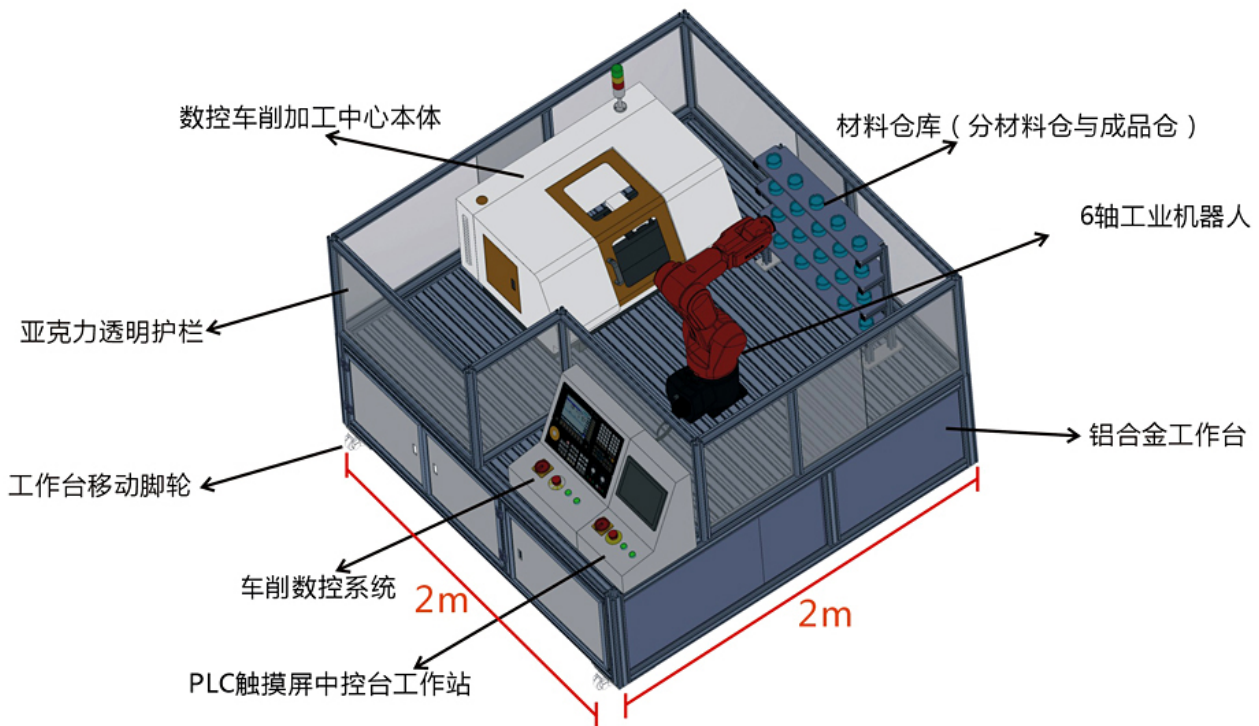 数控车削加工中心本体
材料仓库（分材料仓与成品仓）
6轴工业机器人
亚克力透明护栏
铝合金工作台
工作台移动脚轮
车削数控系统
2m
2m
PLC触摸屏中控台工作站